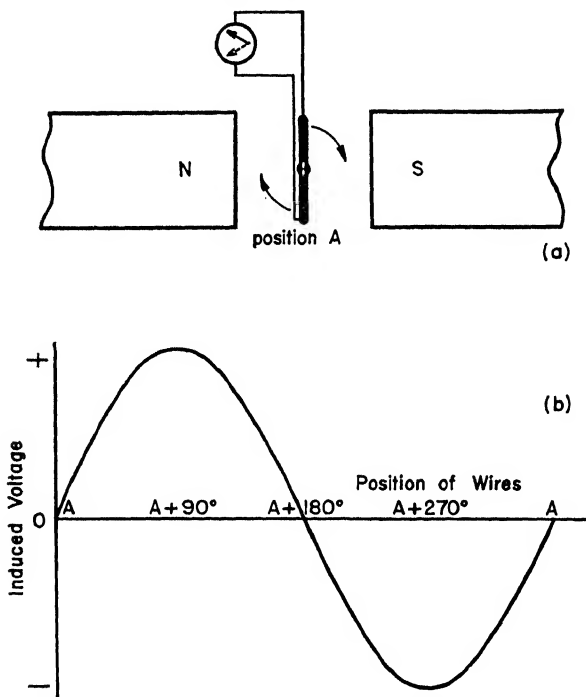 N
S
position A
(a)
+
(b)
Induced Voltage
Position of Wires
0
A
A+90°
A+180°
A+270°
A
−